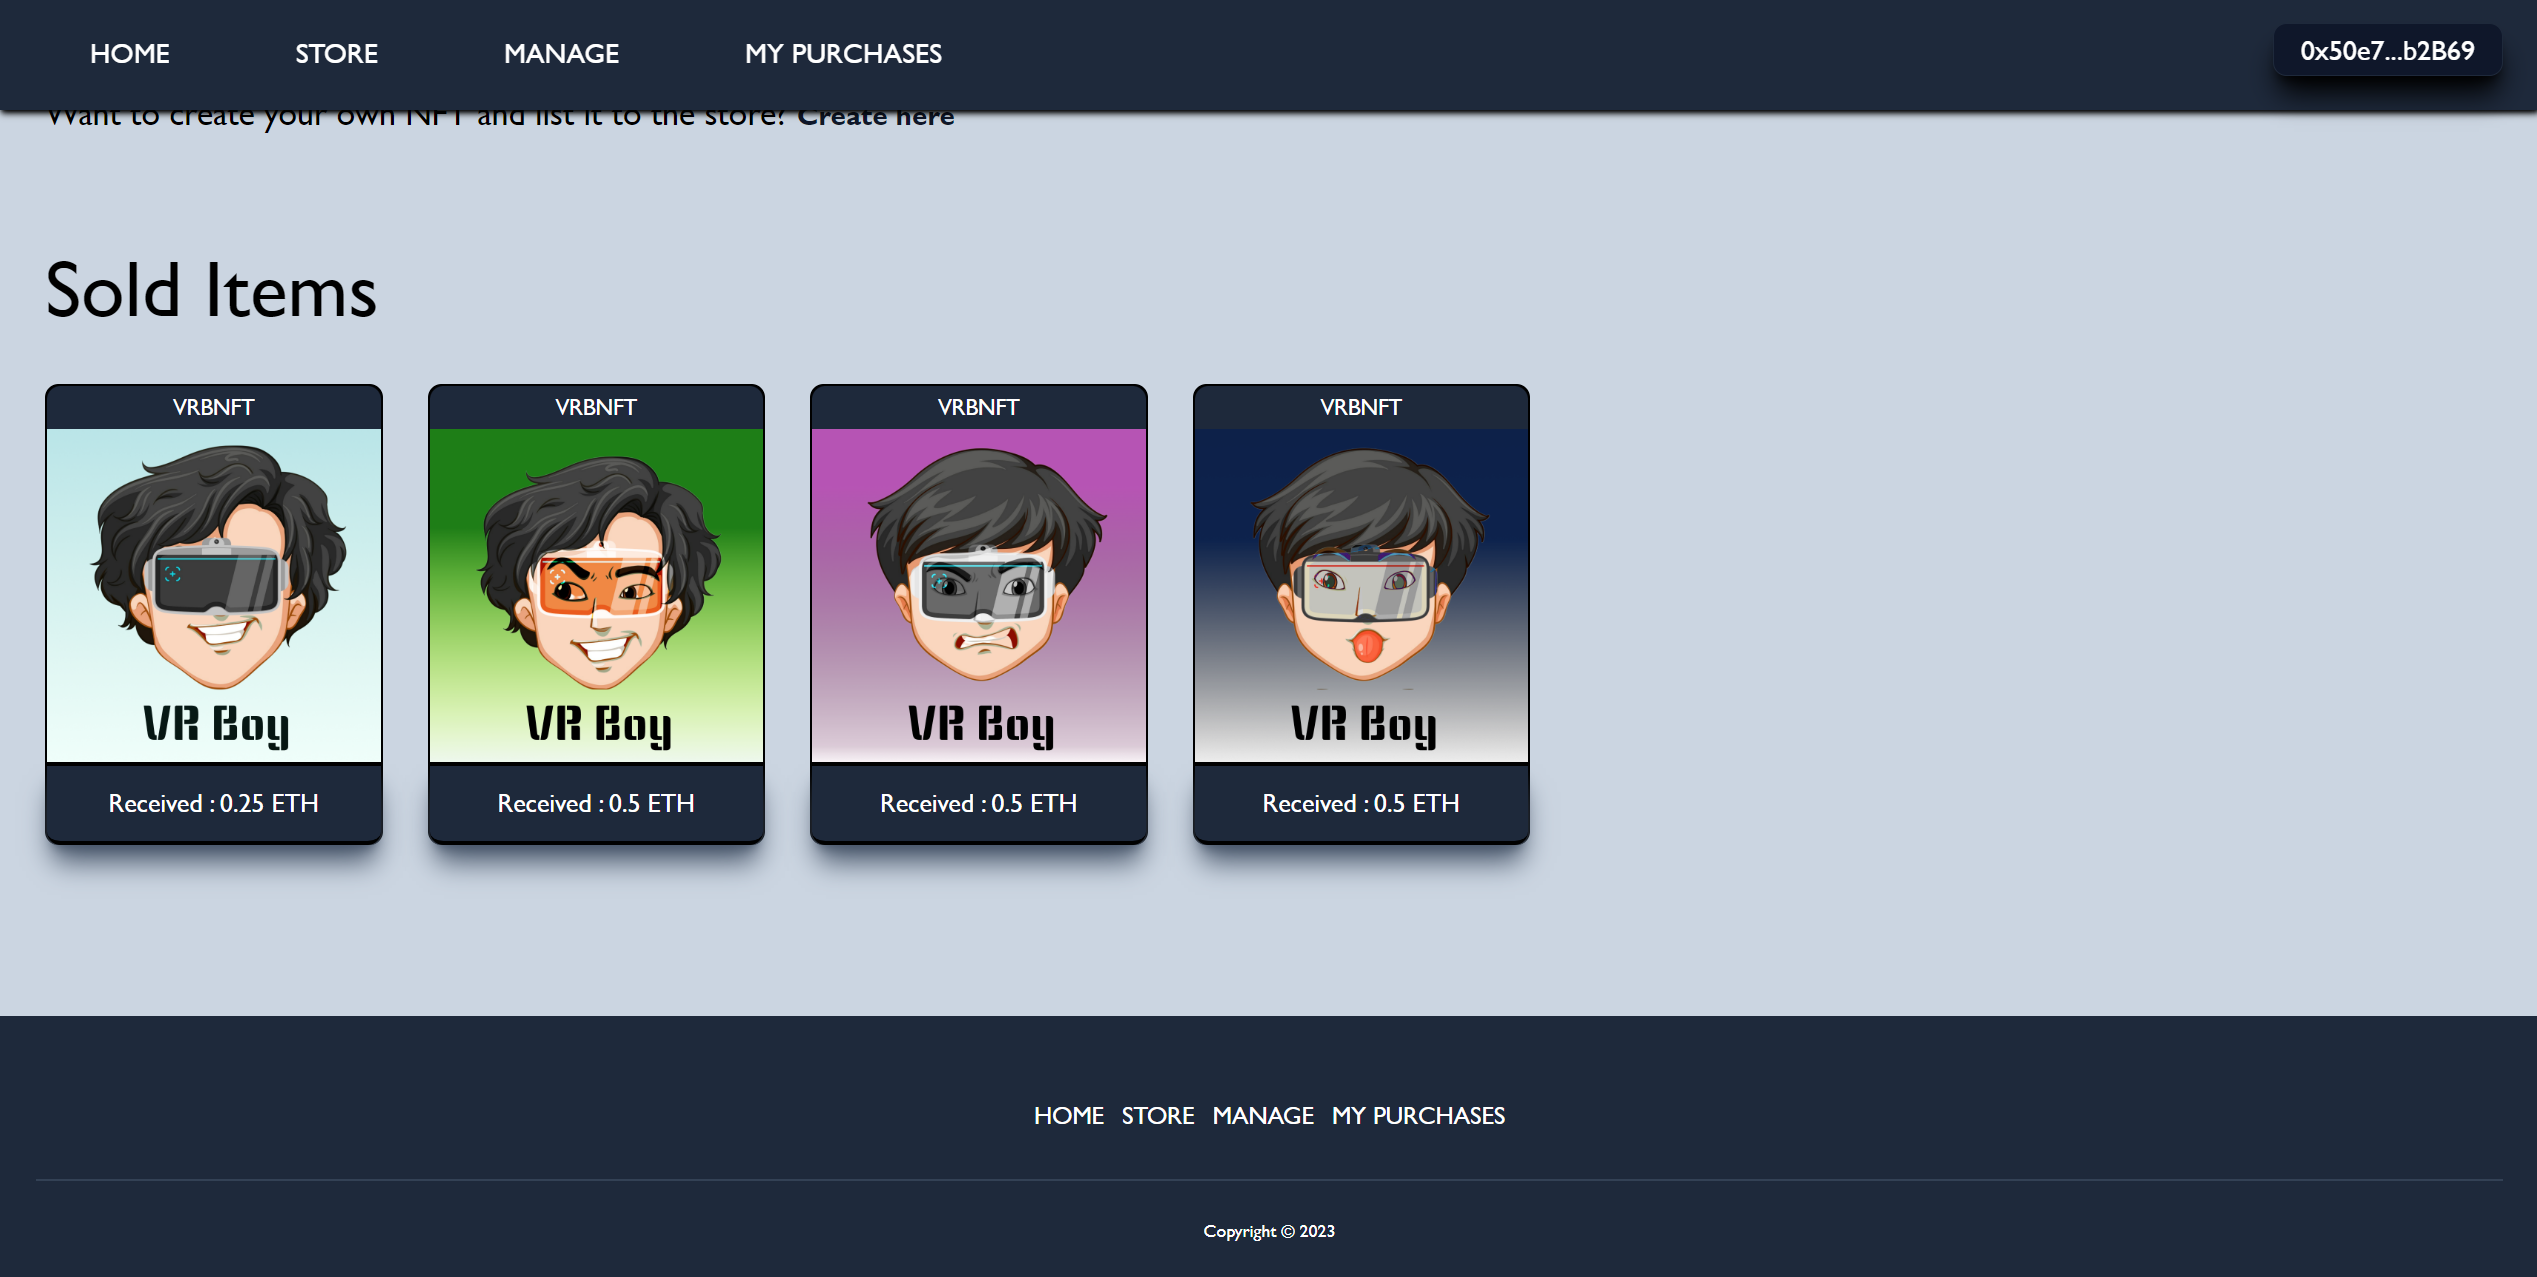 HOME STORE MANAGE MY PURCHASES 0x50e7...b2B69
Want to create your own NFT and list it to the store? Create here
Sold Items
VRBNFT VRBNFT VRBNFT VRBNFT
VR Boy VR Boy VR Boy VR Boy
Received : 0.25 ETH Received : 0.5 ETH Received : 0.5 ETH Received : 0.5 ETH
HOME STORE MANAGE MY PURCHASES
Copyright © 2023